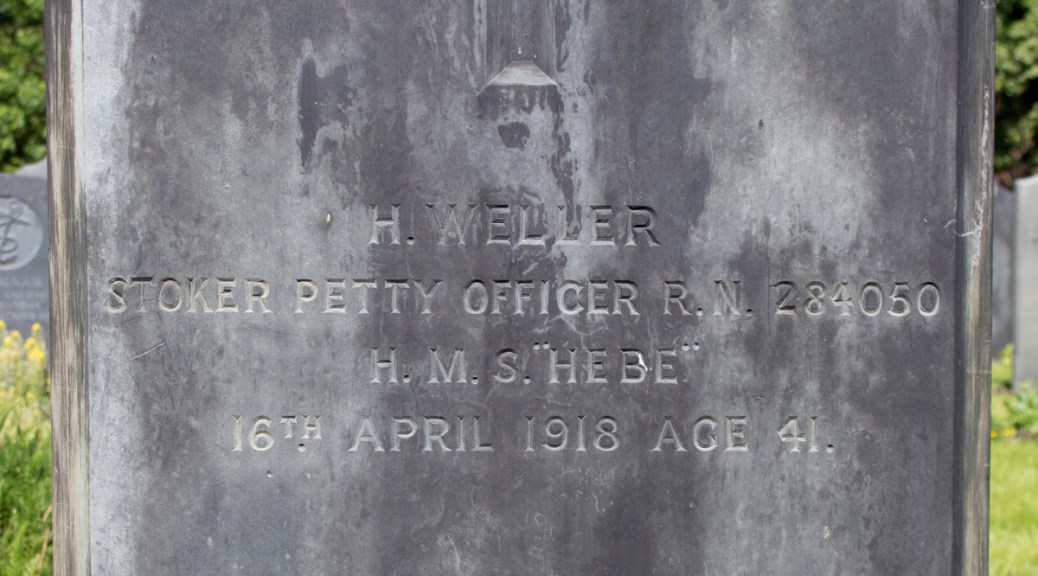 H. WELLER
STOKER PETTY OFFICER R.N. 284050
H.M.S. "HEBE"
16TH APRIL 1918 AGE 41.